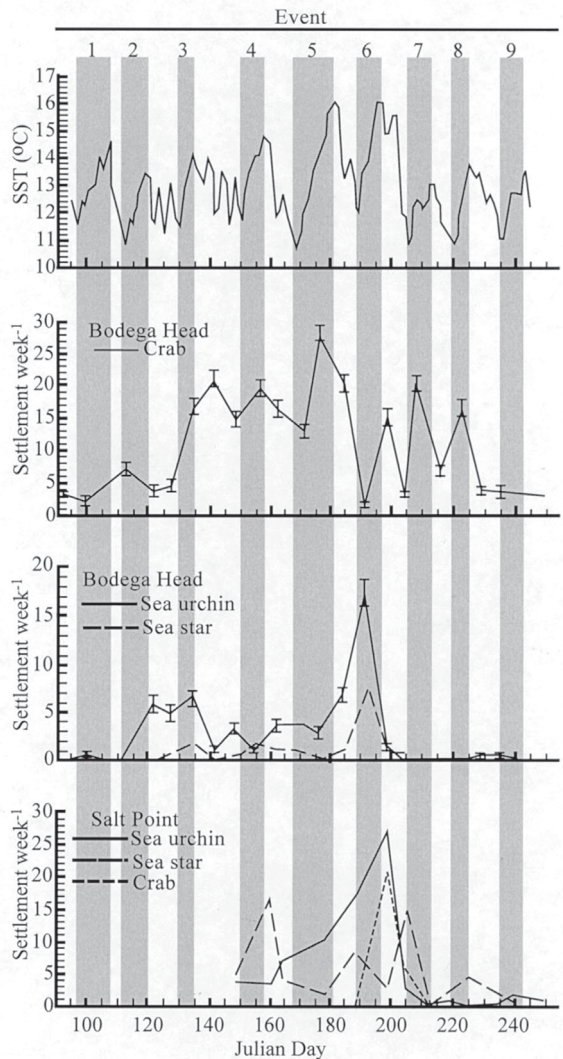 Event
1 2 3 4 5 6 7 8 9
17
16
15
14
13
12
11
10
SST (ºC)
30
25
20
15
10
5
0
Settlement week-1
Bodega Head
Crab
20
15
10
5
0
Settlement week-1
Bodega Head
Sea urchin
Sea star
30
25
20
15
10
5
0
Settlement week-1
Salt Point
Sea urchin
Sea star
Crab
100 120 140 160 180 200 220 240
Julian Day